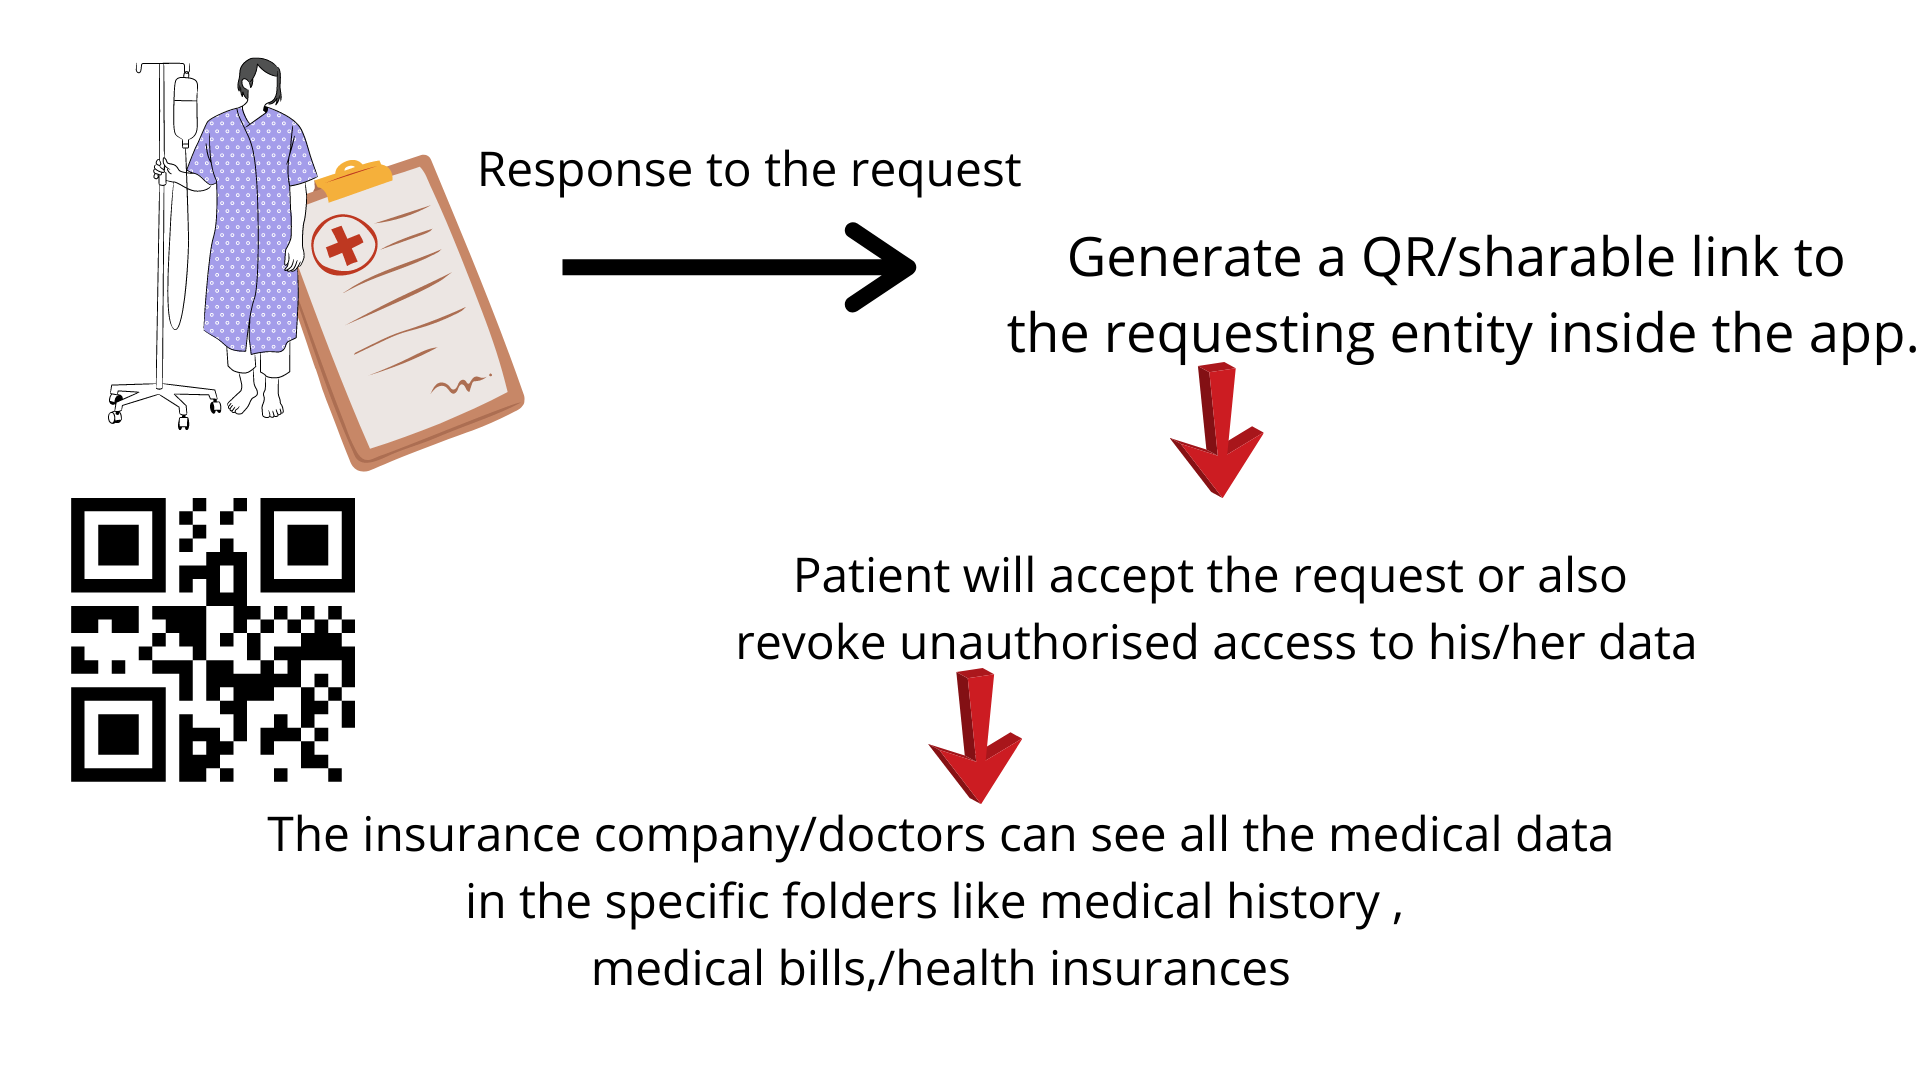 Response to the request
Generate a QR/sharable link to
the requesting entity inside the app.
Patient will accept the request or also
revoke unauthorised access to his/her data
The insurance company/doctors can see all the medical data
in the specific folders like medical history ,
medical bills,/health insurances